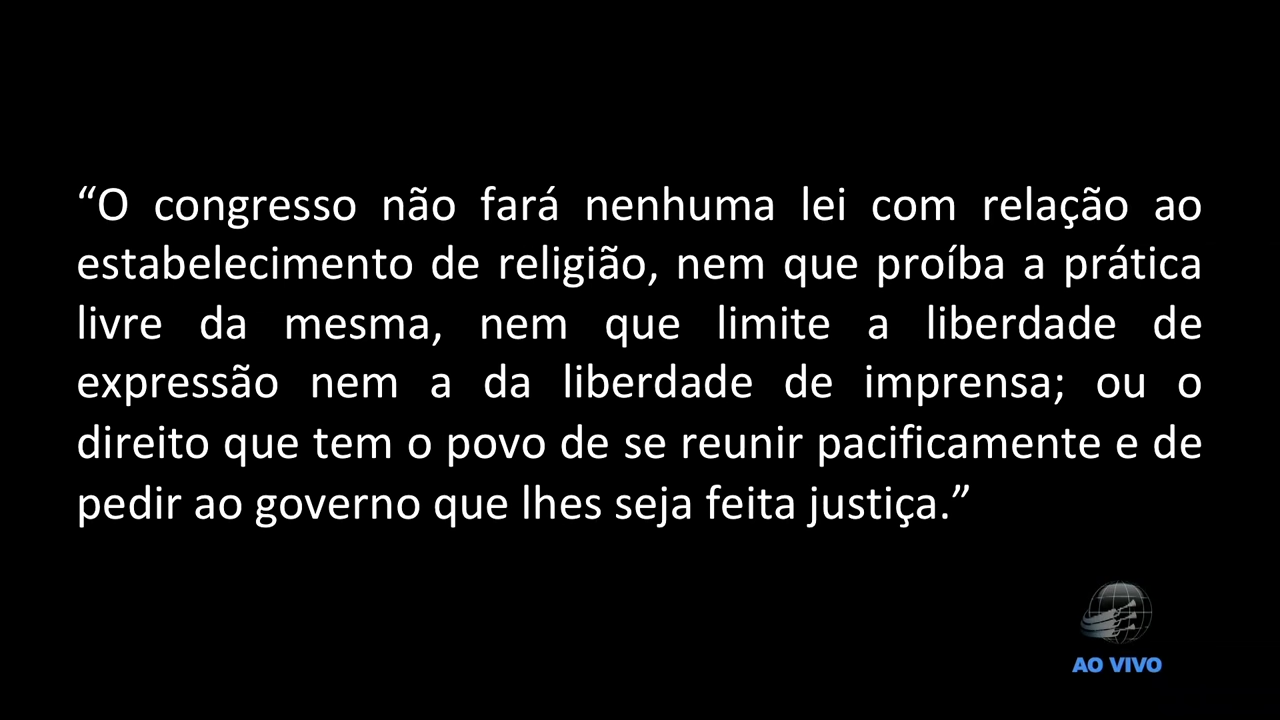 “O congresso não fará nenhuma lei com relação ao
estabelecimento de religião, nem que proíba a prática
livre da mesma, nem que limite a liberdade de
expressão nem a da liberdade de imprensa; ou o
direito que tem o povo de se reunir pacificamente e de
pedir ao governo que lhes seja feita justiça.”
AO VIVO